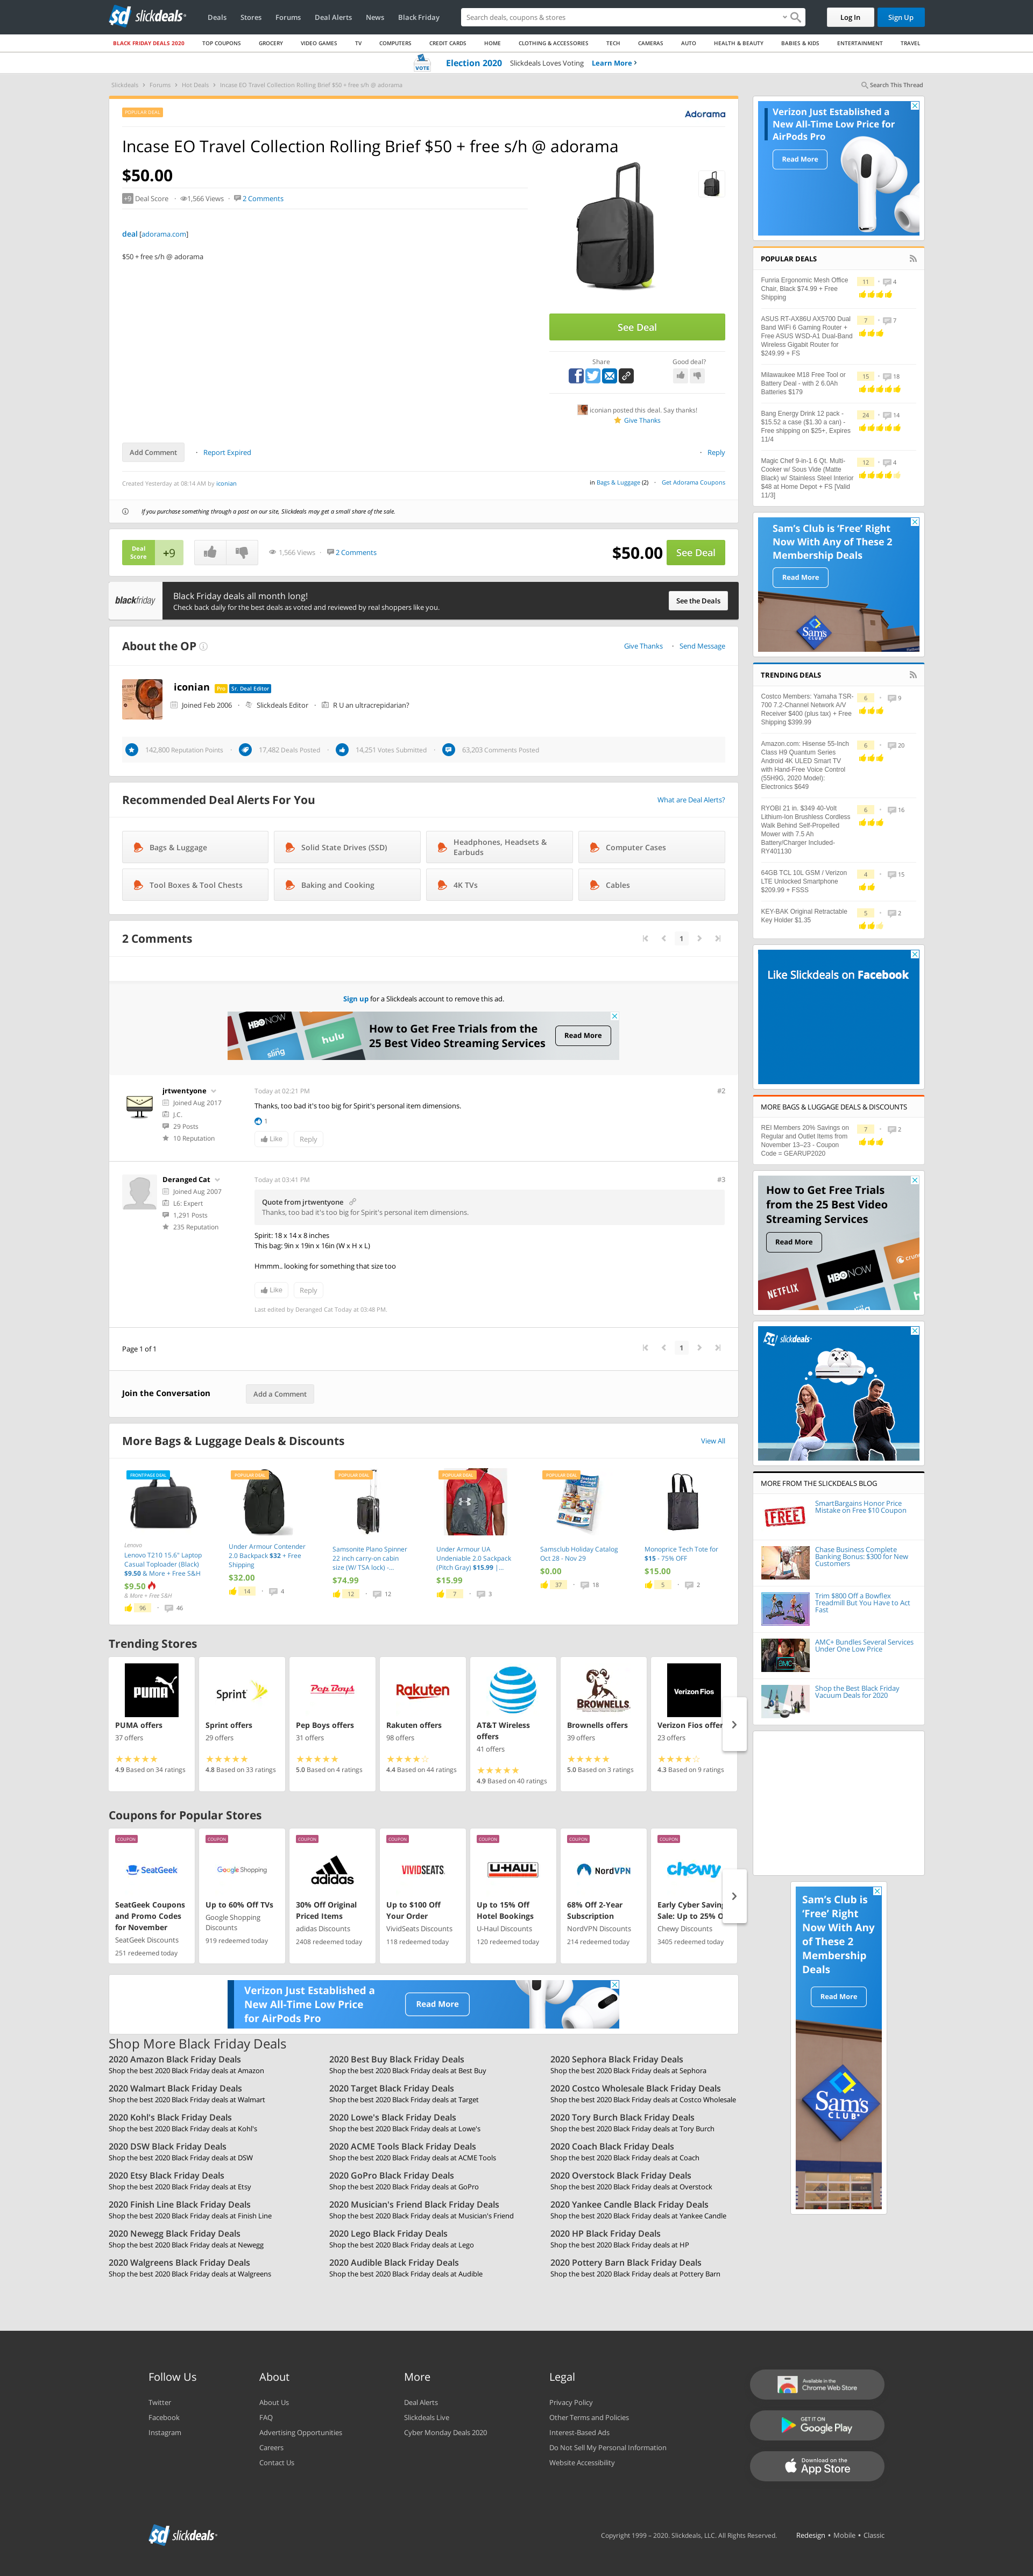 slickdeals
Deals
Stores
Forums
Deal Alerts
News
Black Friday
Search deals, coupons & stores
Log In
Sign Up
BLACK FRIDAY DEALS 2020
TOP COUPONS
GROCERY
VIDEO GAMES
TV
COMPUTERS
CREDIT CARDS
HOME
CLOTHING & ACCESSORIES
TECH
CAMERAS
AUTO
HEALTH & BEAUTY
BABIES & KIDS
ENTERTAINMENT
TRAVEL
VOTE
Election 2020 Slickdeals Loves Voting Learn More
Slickdeals > Forums > Hot Deals > Incase EO Travel Collection Rolling Brief $50 + free s/h @ adorama
Search This Thread
POPULAR DEAL
Adorama
Incase EO Travel Collection Rolling Brief $50 + free s/h @ adorama
$50.00
+9 Deal Score • 1,566 Views • 2 Comments
deal [adorama.com]
$50 + free s/h @ adorama
See Deal
Share
Good deal?
iconian posted this deal. Say thanks!
Give Thanks
Add Comment
• Report Expired
• Reply
Created Yesterday at 08:14 AM by iconian
in Bags & Luggage (2) • Get Adorama Coupons
If you purchase something through a post on our site, Slickdeals may get a small share of the sale.
Deal Score +9
1,566 Views • 2 Comments
$50.00
See Deal
blackfriday
Black Friday deals all month long!
Check back daily for the best deals as voted and reviewed by real shoppers like you.
See the Deals
About the OP
Give Thanks • Send Message
iconian Pro Sr. Deal Editor
Joined Feb 2006 • Slickdeals Editor • R U an ultracrepidarian?
142,800 Reputation Points • 17,482 Deals Posted • 14,251 Votes Submitted • 63,203 Comments Posted
Recommended Deal Alerts For You
What are Deal Alerts?
Bags & Luggage
Solid State Drives (SSD)
Headphones, Headsets & Earbuds
Computer Cases
Tool Boxes & Tool Chests
Baking and Cooking
4K TVs
Cables
2 Comments
1
Sign up for a Slickdeals account to remove this ad.
HBO NOW
sling
hulu
How to Get Free Trials from the
25 Best Video Streaming Services
Read More
jrtwentyone
Joined Aug 2017
J.C.
29 Posts
10 Reputation
Today at 02:21 PM
#2
Thanks, too bad it's too big for Spirit's personal item dimensions.
1
Like
Reply
Deranged Cat
Joined Aug 2007
L6: Expert
1,291 Posts
235 Reputation
Today at 03:41 PM
#3
Quote from jrtwentyone
Thanks, too bad it's too big for Spirit's personal item dimensions.
Spirit: 18 x 14 x 8 inches
This bag: 9in x 19in x 16in (W x H x L)
Hmmm.. looking for something that size too
Like
Reply
Last edited by Deranged Cat Today at 03:48 PM.
Page 1 of 1
1
Join the Conversation
Add a Comment
More Bags & Luggage Deals & Discounts
View All
FRONTPAGE DEAL
Lenovo
Lenovo T210 15.6" Laptop
Casual Toploader (Black)
$9.50 & More + Free S&H
$9.50
& More + Free S&H
96 • 46
POPULAR DEAL
Under Armour Contender
2.0 Backpack $32 + Free
Shipping
$32.00
14 • 4
POPULAR DEAL
Samsonite Plano Spinner
22 inch carry-on cabin
size (W/ TSA lock) -...
$74.99
12 • 12
POPULAR DEAL
Under Armour UA
Undeniable 2.0 Sackpack
(Pitch Gray) $15.99 |...
$15.99
7 • 3
POPULAR DEAL
Samsclub Holiday Catalog
Oct 28 - Nov 29
$0.00
37 • 18
Monoprice Tech Tote for
$15 - 75% OFF
$15.00
5 • 2
Trending Stores
PUMA
PUMA offers
37 offers
4.9 Based on 34 ratings
Sprint
Sprint offers
29 offers
4.8 Based on 33 ratings
Pep Boys
Pep Boys offers
31 offers
5.0 Based on 4 ratings
Rakuten
Rakuten offers
98 offers
4.4 Based on 44 ratings
AT&T Wireless
offers
41 offers
4.9 Based on 40 ratings
BROWNELLS
Brownells offers
39 offers
5.0 Based on 3 ratings
Verizon Fios
Verizon Fios offer
23 offers
4.3 Based on 9 ratings
Coupons for Popular Stores
COUPON
SeatGeek
SeatGeek Coupons
and Promo Codes
for November
SeatGeek Discounts
251 redeemed today
COUPON
Google Shopping
Up to 60% Off TVs
Google Shopping
Discounts
919 redeemed today
COUPON
adidas
30% Off Original
Priced Items
adidas Discounts
2408 redeemed today
COUPON
VIVIDSEATS
Up to $100 Off
Your Order
VividSeats Discounts
118 redeemed today
COUPON
U-HAUL
Up to 15% Off
Hotel Bookings
U-Haul Discounts
120 redeemed today
COUPON
NordVPN
68% Off 2-Year
Subscription
NordVPN Discounts
214 redeemed today
COUPON
chewy
Early Cyber Saving
Sale: Up to 25% O
Chewy Discounts
3405 redeemed today
Verizon Just Established a
New All-Time Low Price
for AirPods Pro
Read More
Shop More Black Friday Deals
2020 Amazon Black Friday Deals
Shop the best 2020 Black Friday deals at Amazon
2020 Best Buy Black Friday Deals
Shop the best 2020 Black Friday deals at Best Buy
2020 Sephora Black Friday Deals
Shop the best 2020 Black Friday deals at Sephora
2020 Walmart Black Friday Deals
Shop the best 2020 Black Friday deals at Walmart
2020 Target Black Friday Deals
Shop the best 2020 Black Friday deals at Target
2020 Costco Wholesale Black Friday Deals
Shop the best 2020 Black Friday deals at Costco Wholesale
2020 Kohl's Black Friday Deals
Shop the best 2020 Black Friday deals at Kohl's
2020 Lowe's Black Friday Deals
Shop the best 2020 Black Friday deals at Lowe's
2020 Tory Burch Black Friday Deals
Shop the best 2020 Black Friday deals at Tory Burch
2020 DSW Black Friday Deals
Shop the best 2020 Black Friday deals at DSW
2020 ACME Tools Black Friday Deals
Shop the best 2020 Black Friday deals at ACME Tools
2020 Coach Black Friday Deals
Shop the best 2020 Black Friday deals at Coach
2020 Etsy Black Friday Deals
Shop the best 2020 Black Friday deals at Etsy
2020 GoPro Black Friday Deals
Shop the best 2020 Black Friday deals at GoPro
2020 Overstock Black Friday Deals
Shop the best 2020 Black Friday deals at Overstock
2020 Finish Line Black Friday Deals
Shop the best 2020 Black Friday deals at Finish Line
2020 Musician's Friend Black Friday Deals
Shop the best 2020 Black Friday deals at Musician's Friend
2020 Yankee Candle Black Friday Deals
Shop the best 2020 Black Friday deals at Yankee Candle
2020 Newegg Black Friday Deals
Shop the best 2020 Black Friday deals at Newegg
2020 Lego Black Friday Deals
Shop the best 2020 Black Friday deals at Lego
2020 HP Black Friday Deals
Shop the best 2020 Black Friday deals at HP
2020 Walgreens Black Friday Deals
Shop the best 2020 Black Friday deals at Walgreens
2020 Audible Black Friday Deals
Shop the best 2020 Black Friday deals at Audible
2020 Pottery Barn Black Friday Deals
Shop the best 2020 Black Friday deals at Pottery Barn
Verizon Just Established a
New All-Time Low Price for
AirPods Pro
Read More
POPULAR DEALS
Funria Ergonomic Mesh Office
Chair, Black $74.99 + Free
Shipping
11 • 4
ASUS RT-AX86U AX5700 Dual
Band WiFi 6 Gaming Router +
Free ASUS WSD-A1 Dual-Band
Wireless Gigabit Router for
$249.99 + FS
7 • 7
Milawaukee M18 Free Tool or
Battery Deal - with 2 6.0Ah
Batteries $179
15 • 18
Bang Energy Drink 12 pack -
$15.52 a case ($1.30 a can) -
Free shipping on $25+, Expires
11/4
24 • 14
Magic Chef 9-in-1 6 Qt. Multi-
Cooker w/ Sous Vide (Matte
Black) w/ Stainless Steel Interior
$48 at Home Depot + FS [Valid
11/3]
12 • 4
Sam's Club is 'Free' Right
Now With Any of These 2
Membership Deals
Read More
Sam's CLUB
TRENDING DEALS
Costco Members: Yamaha TSR-
700 7.2-Channel Network A/V
Receiver $400 (plus tax) + Free
Shipping $399.99
6 • 9
Amazon.com: Hisense 55-Inch
Class H9 Quantum Series
Android 4K ULED Smart TV
with Hand-Free Voice Control
(55H9G, 2020 Model):
Electronics $649
6 • 20
RYOBI 21 in. $349 40-Volt
Lithium-Ion Brushless Cordless
Walk Behind Self-Propelled
Mower with 7.5 Ah
Battery/Charger Included-
RY401130
6 • 16
64GB TCL 10L GSM / Verizon
LTE Unlocked Smartphone
$209.99 + FSSS
4 • 15
KEY-BAK Original Retractable
Key Holder $1.35
5 • 2
Like Slickdeals on Facebook
MORE BAGS & LUGGAGE DEALS & DISCOUNTS
REI Members 20% Savings on
Regular and Outlet Items from
November 13–23 - Coupon
Code = GEARUP2020
7 • 2
How to Get Free Trials
from the 25 Best Video
Streaming Services
Read More
NETFLIX
HBO NOW
hulu
Crunchy
slickdeals
MORE FROM THE SLICKDEALS BLOG
FREE
SmartBargains Honor Price
Mistake on Free $10 Coupon
Chase Business Complete
Banking Bonus: $300 for New
Customers
Trim $800 Off a Bowflex
Treadmill But You Have to Act
Fast
AMC+
AMC+ Bundles Several Services
Under One Low Price
Shop the Best Black Friday
Vacuum Deals for 2020
Sam's Club is
'Free' Right
Now With Any
of These 2
Membership
Deals
Read More
Sam's CLUB
Follow Us
Twitter
Facebook
Instagram
About
About Us
FAQ
Advertising Opportunities
Careers
Contact Us
More
Deal Alerts
Slickdeals Live
Cyber Monday Deals 2020
Legal
Privacy Policy
Other Terms and Policies
Interest-Based Ads
Do Not Sell My Personal Information
Website Accessibility
Available in the
Chrome Web Store
GET IT ON
Google Play
Download on the
App Store
slickdeals
Copyright 1999 – 2020. Slickdeals, LLC. All Rights Reserved.
Redesign • Mobile • Classic